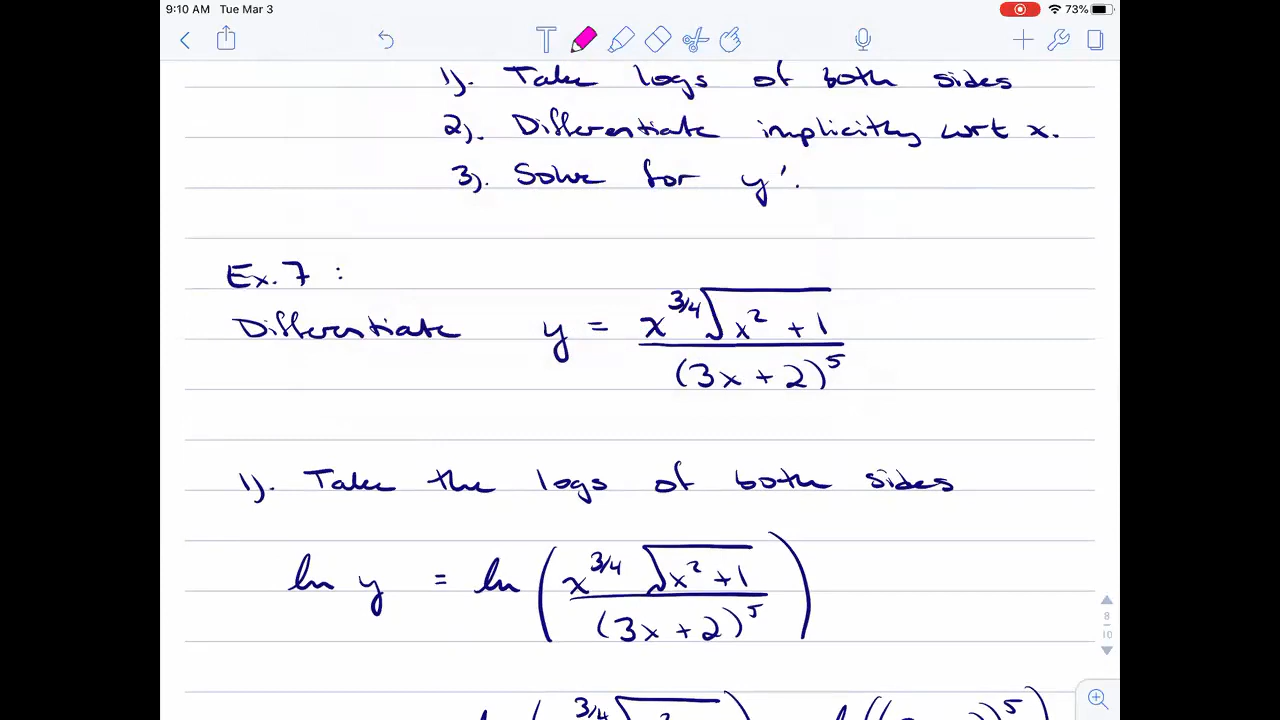 9:10 AM Tue Mar 3 73%
1). Take logs of both sides
2). Differentiate implicitly wrt x.
3). Solve for y'.
Ex. 7 :
Differentiate y = x^(3/4) √(x² + 1) / (3x + 2)^5
1). Take the logs of both sides
ln y = ln ( x^(3/4) √(x² + 1) / (3x + 2)^5 )
8
10